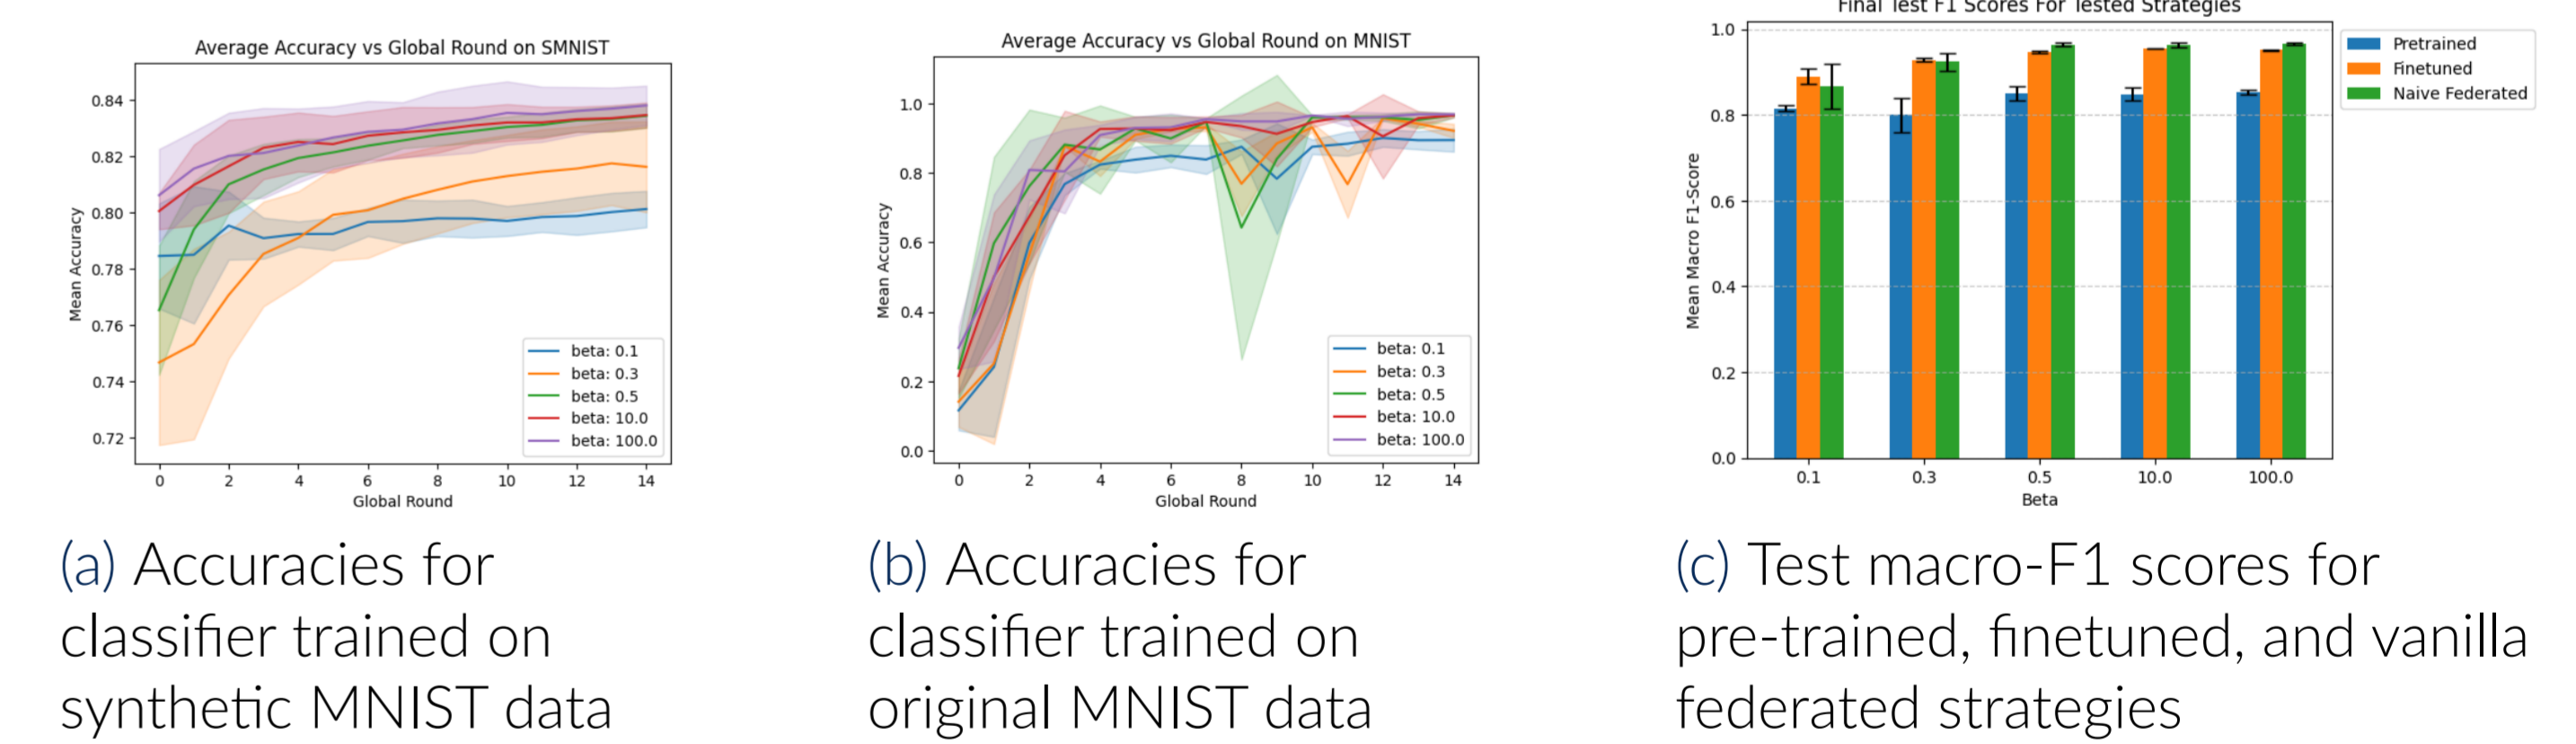 Average Accuracy vs Global Round on SMNIST
Mean Accuracy
0.84
0.82
0.80
0.78
0.76
0.74
0.72
beta: 0.1
beta: 0.3
beta: 0.5
beta: 10.0
beta: 100.0
0 2 4 6 8 10 12 14
Global Round
(a) Accuracies for
classifier trained on
synthetic MNIST data
Average Accuracy vs Global Round on MNIST
Mean Accuracy
1.0
0.8
0.6
0.4
0.2
0.0
beta: 0.1
beta: 0.3
beta: 0.5
beta: 10.0
beta: 100.0
0 2 4 6 8 10 12 14
Global Round
(b) Accuracies for
classifier trained on
original MNIST data
Final Test F1 Scores For Tested Strategies
Mean Macro F1-Score
1.0
0.8
0.6
0.4
0.2
0.0
Pretrained
Finetuned
Naive Federated
0.1 0.3 0.5 10.0 100.0
Beta
(c) Test macro-F1 scores for
pre-trained, finetuned, and vanilla
federated strategies